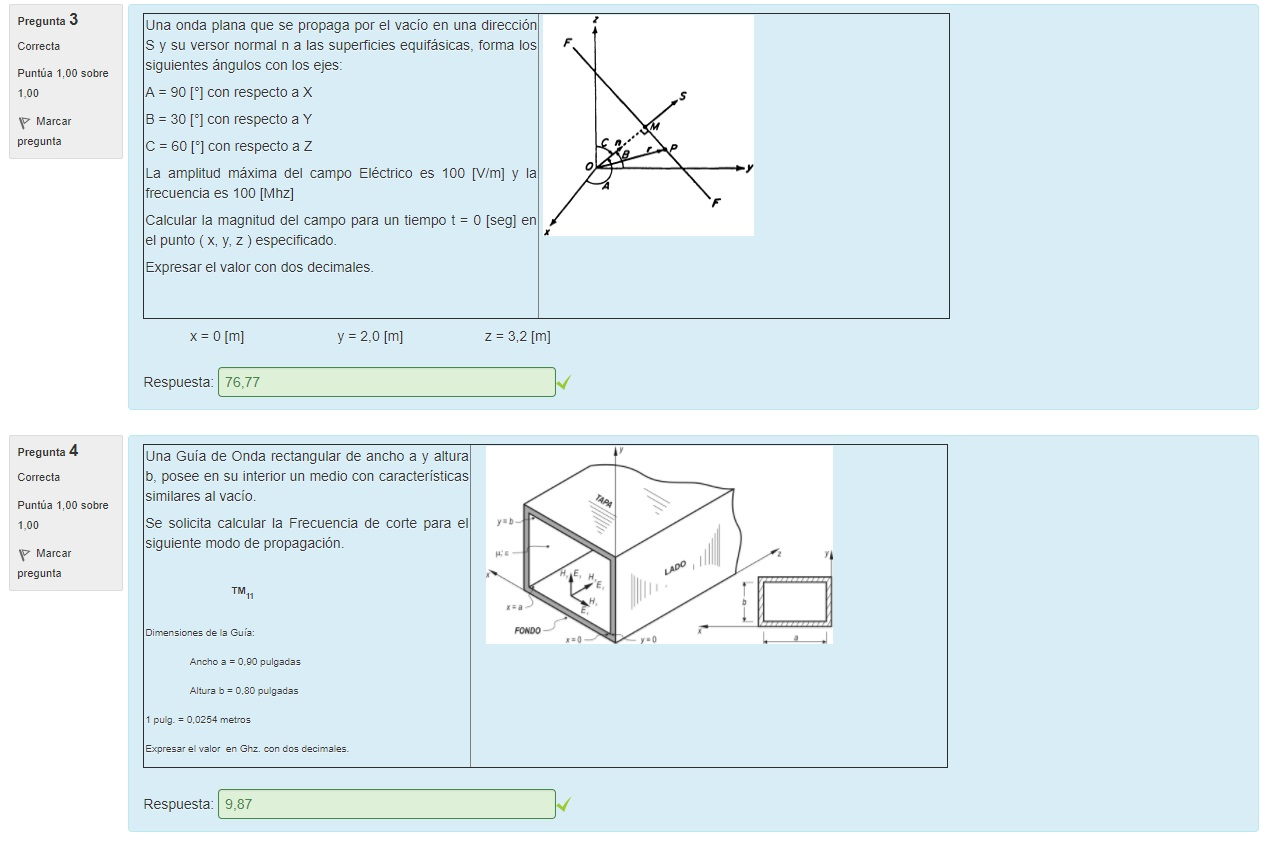 Pregunta 3
Correcta
Puntúa 1,00 sobre
1,00
Marcar
pregunta
Una onda plana que se propaga por el vacío en una dirección
S y su versor normal n a las superficies equifásicas, forma los
siguientes ángulos con los ejes:
A = 90 [°] con respecto a X
B = 30 [°] con respecto a Y
C = 60 [°] con respecto a Z
La amplitud máxima del campo Eléctrico es 100 [V/m] y la
frecuencia es 100 [Mhz]
Calcular la magnitud del campo para un tiempo t = 0 [seg] en
el punto ( x, y, z ) especificado.
Expresar el valor con dos decimales.
z
F
S
M
C
n
B
r
P
O
y
A
F
x
x = 0 [m] y = 2,0 [m] z = 3,2 [m]
Respuesta: 76,77
Pregunta 4
Correcta
Puntúa 1,00 sobre
1,00
Marcar
pregunta
Una Guía de Onda rectangular de ancho a y altura
b, posee en su interior un medio con características
similares al vacío.
Se solicita calcular la Frecuencia de corte para el
siguiente modo de propagación.
TM11
Dimensiones de la Guía:
Ancho a = 0,90 pulgadas
Altura b = 0,80 pulgadas
1 pulg. = 0,0254 metros
Expresar el valor en Ghz. con dos decimales.
y
TAPA
y=b
μ; ε
x
LADO
z
x=a
FONDO
x=0
y=0
y
b
x
a
Respuesta: 9,87